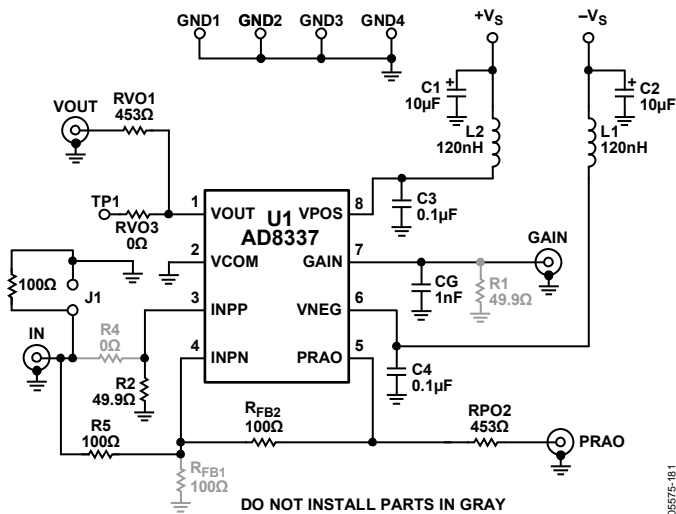 GND1 GND2 GND3 GND4
+VS
–VS
C1
10µF
+
C2
10µF
+
L2
120nH
L1
120nH
VOUT
RVO1
453Ω
TP1
RVO3
0Ω
C3
0.1µF
U1
AD8337
1 VOUT VPOS 8
2 VCOM GAIN 7
3 INPP VNEG 6
4 INPN PRAO 5
GAIN
CG
1nF
R1
49.9Ω
100Ω
J1
IN
R4
0Ω
R2
49.9Ω
C4
0.1µF
R5
100Ω
RFB2
100Ω
RPO2
453Ω
PRAO
RFB1
100Ω
DO NOT INSTALL PARTS IN GRAY
05575-181